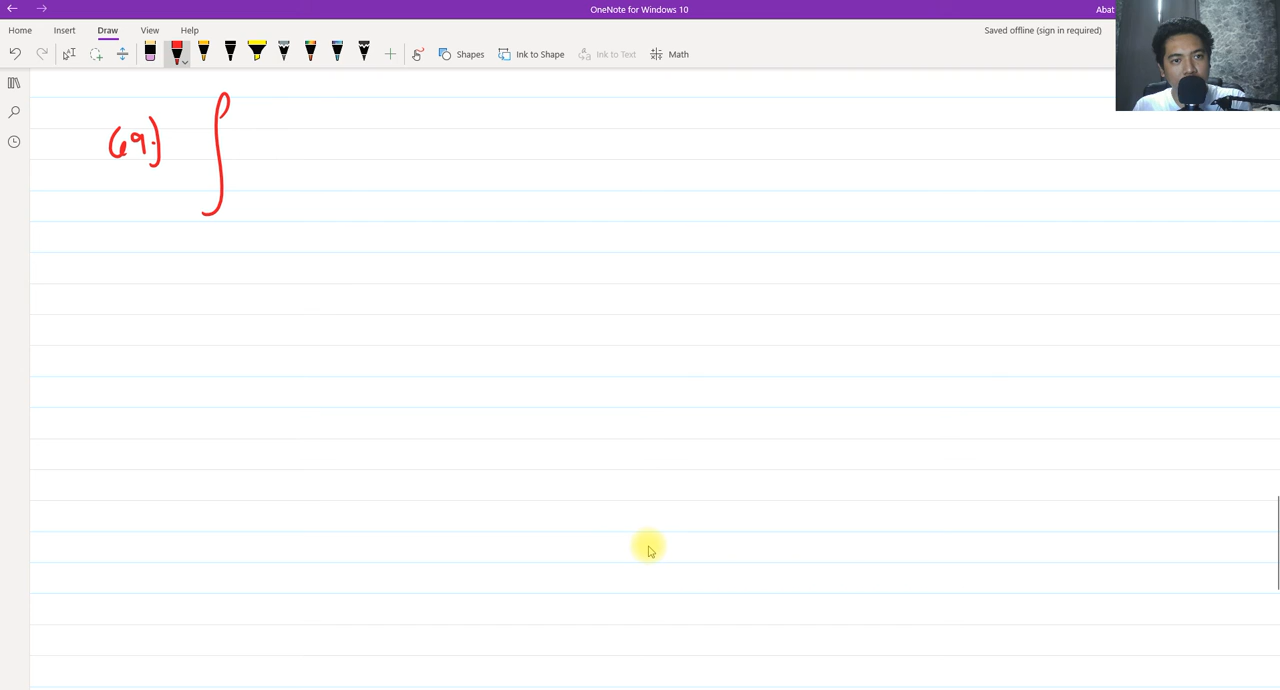 OneNote for Windows 10
Abat
Home Insert Draw View Help
Saved offline (sign in required)
Shapes Ink to Shape Ink to Text Math
69.) ∫